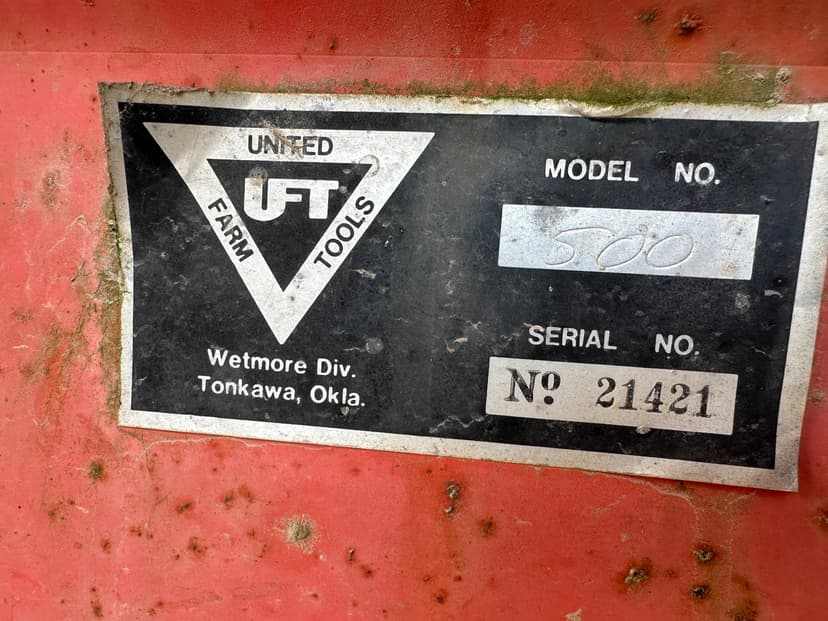 UNITED
FARM
TOOLS
UFT
Wetmore Div.
Tonkawa, Okla.
MODEL NO.
500
SERIAL NO.
Nº 21421